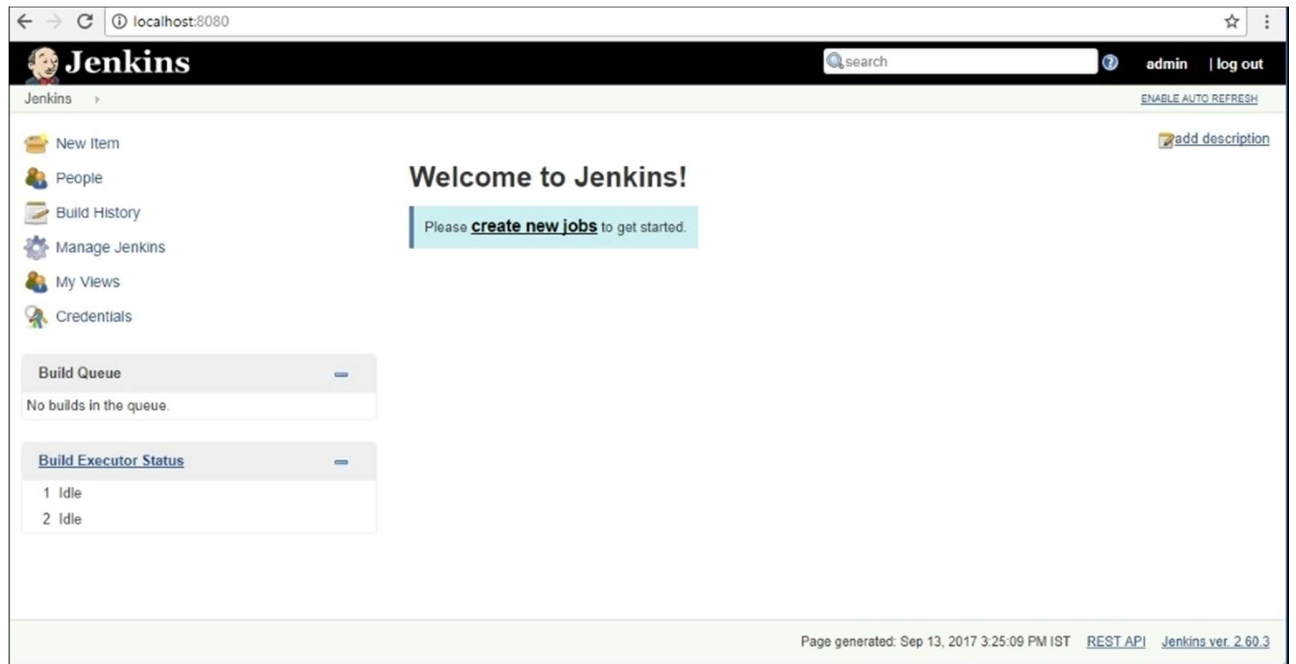 localhost:8080
Jenkins
search
admin | log out
Jenkins
ENABLE AUTO REFRESH
New Item
add description
People
Welcome to Jenkins!
Build History
Please create new jobs to get started.
Manage Jenkins
My Views
Credentials
Build Queue
No builds in the queue.
Build Executor Status
1 Idle
2 Idle
Page generated: Sep 13, 2017 3:25:09 PM IST REST API Jenkins ver. 2.60.3